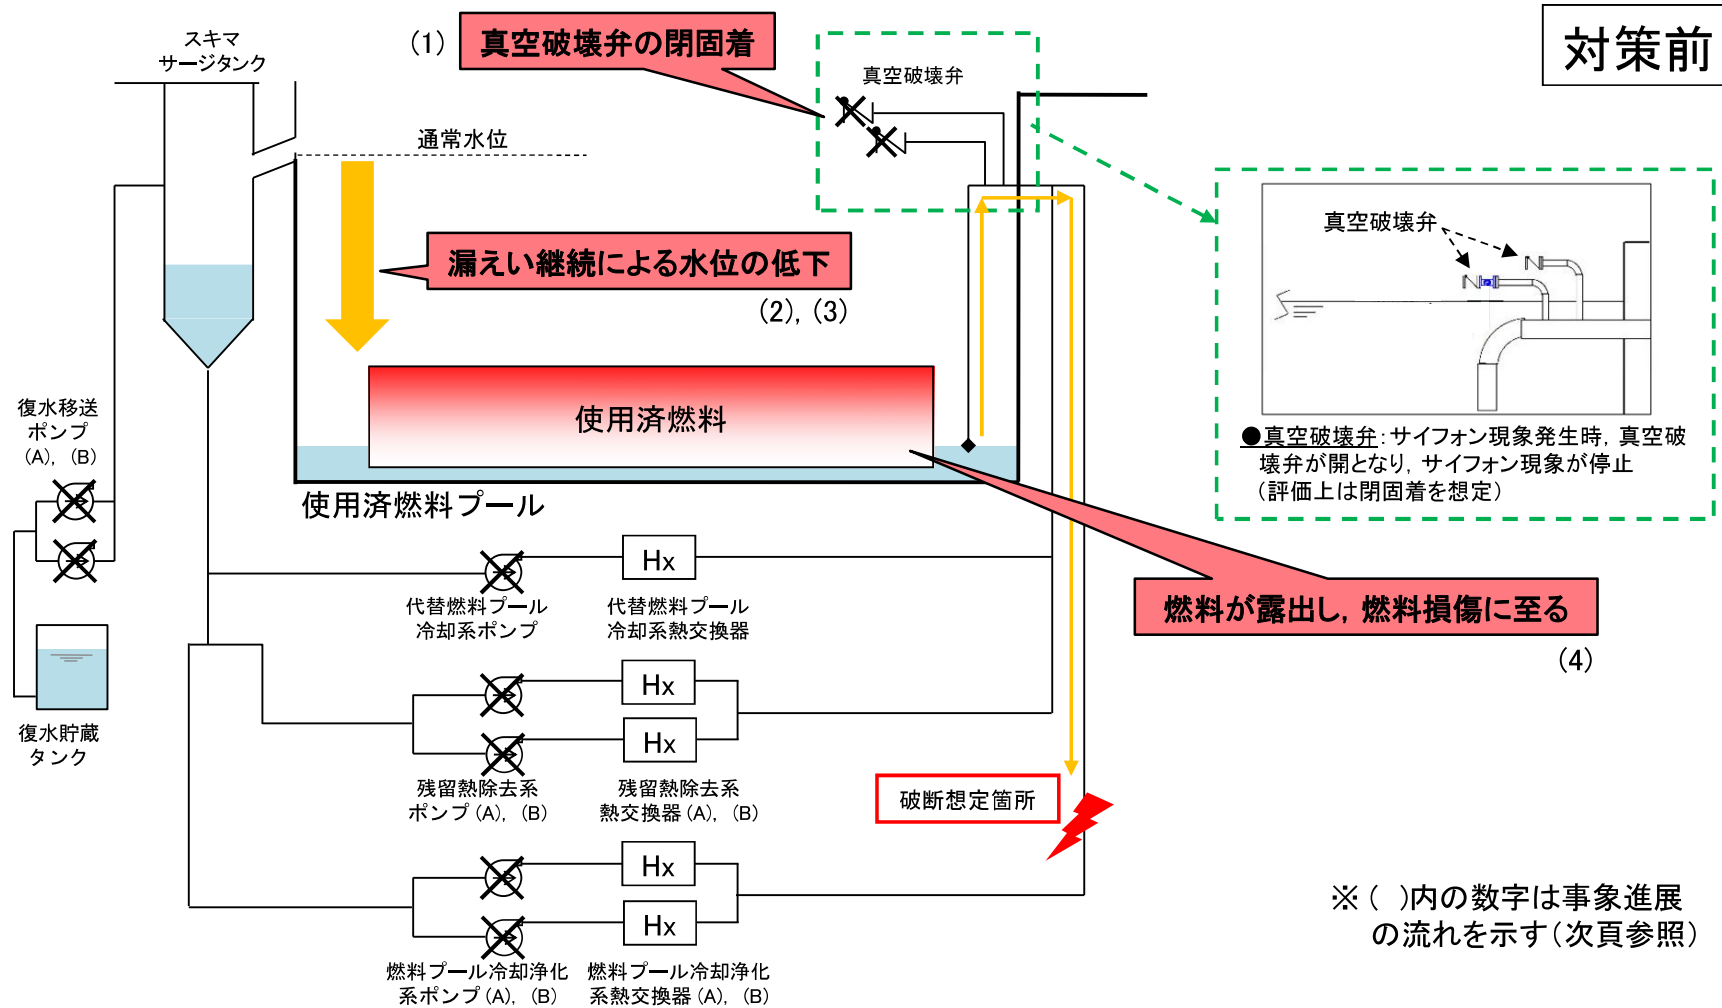 対策前
(1)
真空破壊弁の閉固着
スキマ
サージタンク
真空破壊弁
通常水位
漏えい継続による水位の低下
(2), (3)
真空破壊弁
●真空破壊弁:サイフォン現象発生時, 真空破
壊弁が開となり, サイフォン現象が停止
(評価上は閉固着を想定)
使用済燃料
使用済燃料プール
復水移送
ポンプ
(A), (B)
復水貯蔵
タンク
燃料が露出し, 燃料損傷に至る
(4)
Hx
代替燃料プール
冷却系ポンプ
代替燃料プール
冷却系熱交換器
Hx
Hx
残留熱除去系
ポンプ(A), (B)
残留熱除去系
熱交換器(A), (B)
破断想定箇所
Hx
Hx
燃料プール冷却浄化
系ポンプ(A), (B)
燃料プール冷却浄化
系熱交換器(A), (B)
※( )内の数字は事象進展
の流れを示す(次頁参照)